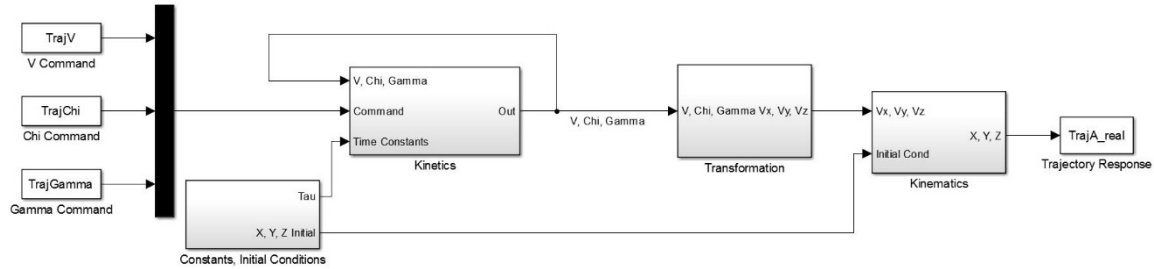 TrajV
V Command
TrajChi
Chi Command
TrajGamma
Gamma Command
Tau
X, Y, Z Initial
Constants, Initial Conditions
V, Chi, Gamma
Command
Time Constants
Out
Kinetics
V, Chi, Gamma
V, Chi, Gamma Vx, Vy, Vz
Transformation
Vx, Vy, Vz
Initial Cond
X, Y, Z
Kinematics
TrajA_real
Trajectory Response